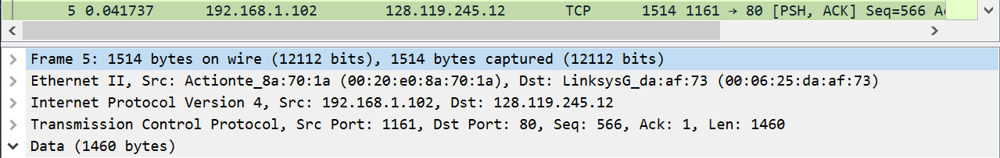 5 0.041737 192.168.1.102 128.119.245.12 TCP 1514 1161 → 80 [PSH, ACK] Seq=566
Frame 5: 1514 bytes on wire (12112 bits), 1514 bytes captured (12112 bits)
Ethernet II, Src: Actionte_8a:70:1a (00:20:e0:8a:70:1a), Dst: LinksysG_da:af:73 (00:06:25:da:af:73)
Internet Protocol Version 4, Src: 192.168.1.102, Dst: 128.119.245.12
Transmission Control Protocol, Src Port: 1161, Dst Port: 80, Seq: 566, Ack: 1, Len: 1460
Data (1460 bytes)